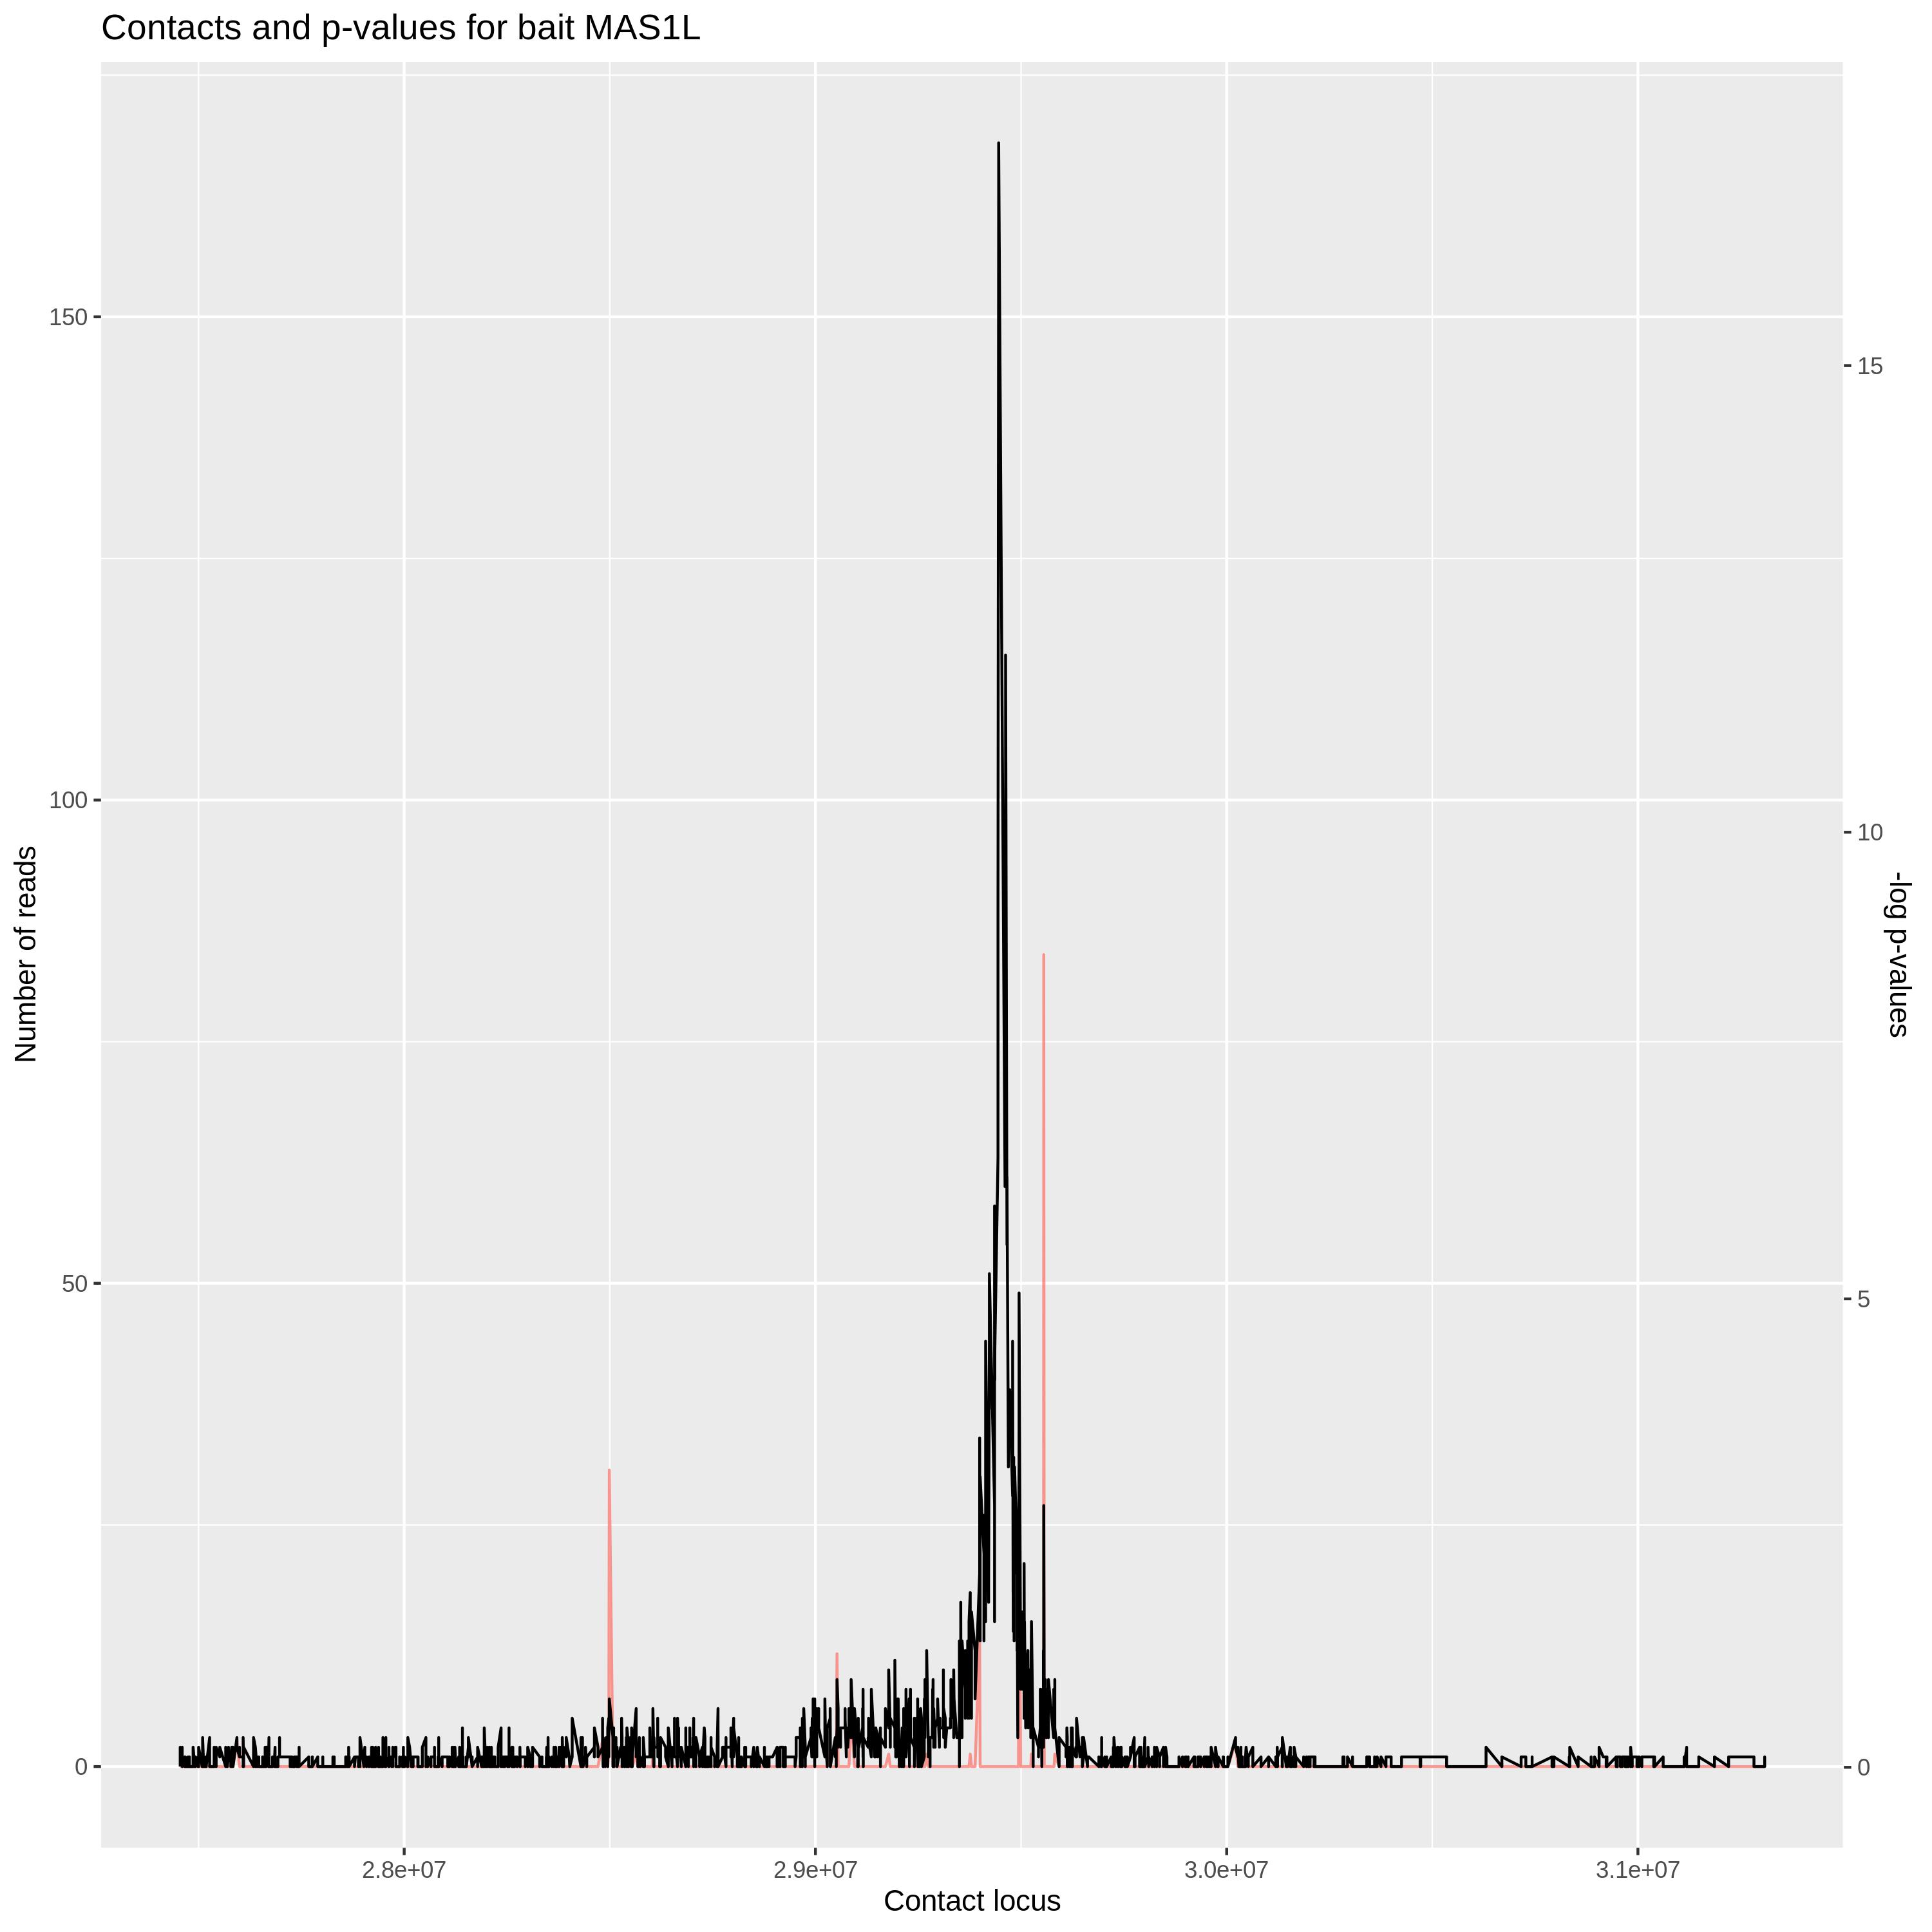 Contacts and p-values for bait MAS1L
150
100
50
0
Number of reads
15
10
5
0
-log p-values
2.8e+07
2.9e+07
3.0e+07
3.1e+07
Contact locus